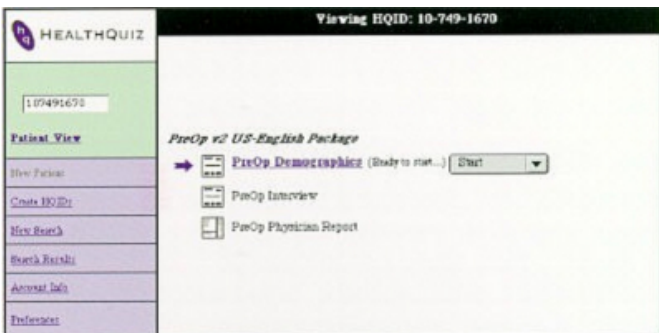 hq HEALTHQUIZ
Viewing HQID: 10-749-1670
107491670
Patient View
New Patient
Create HQIDs
New Search
Search Results
Account Info
Preferences
PreOp v2 US-English Package
PreOp Demographics (Ready to start...) Start
PreOp Interview
PreOp Physician Report